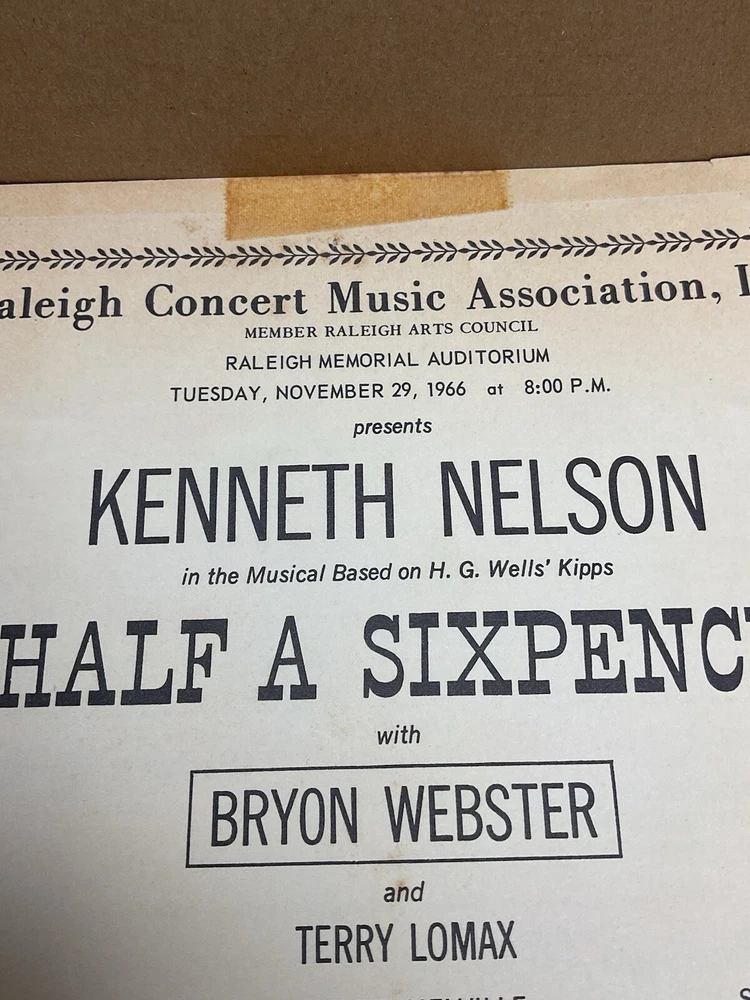 aleigh Concert Music Association, I
MEMBER RALEIGH ARTS COUNCIL
RALEIGH MEMORIAL AUDITORIUM
TUESDAY, NOVEMBER 29, 1966 at 8:00 P.M.
presents
KENNETH NELSON
in the Musical Based on H. G. Wells' Kipps
HALF A SIXPENC
with
BRYON WEBSTER
and
TERRY LOMAX